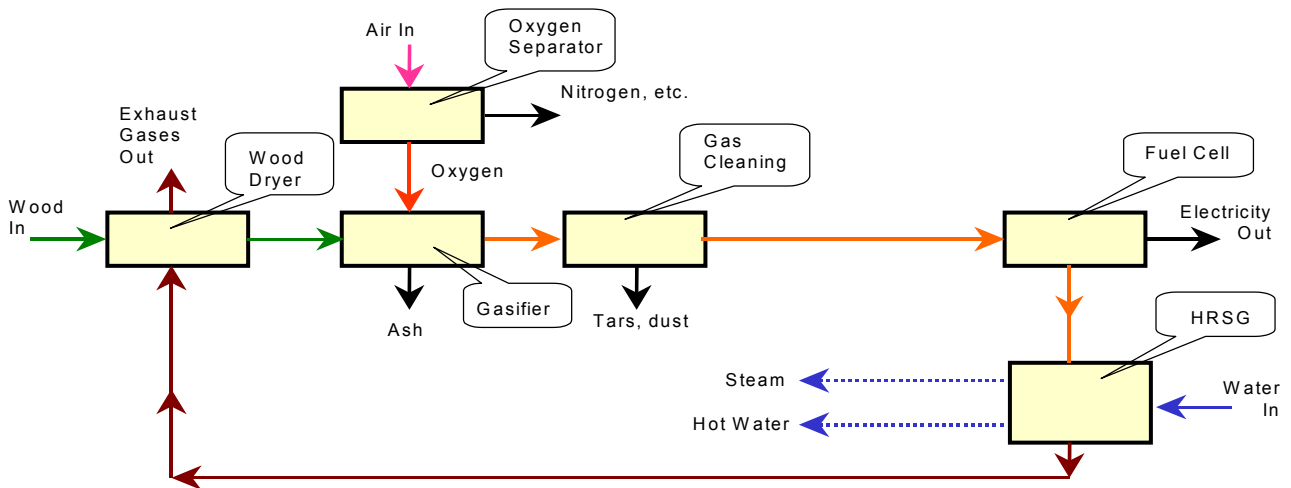 Air In
Oxygen
Separator
Nitrogen, etc.
Exhaust
Gases
Out
Wood
Dryer
Oxygen
Gas
Cleaning
Fuel Cell
Wood
In
Electricity
Out
Gasifier
Ash
Tars, dust
HRSG
Steam
Hot Water
Water
In